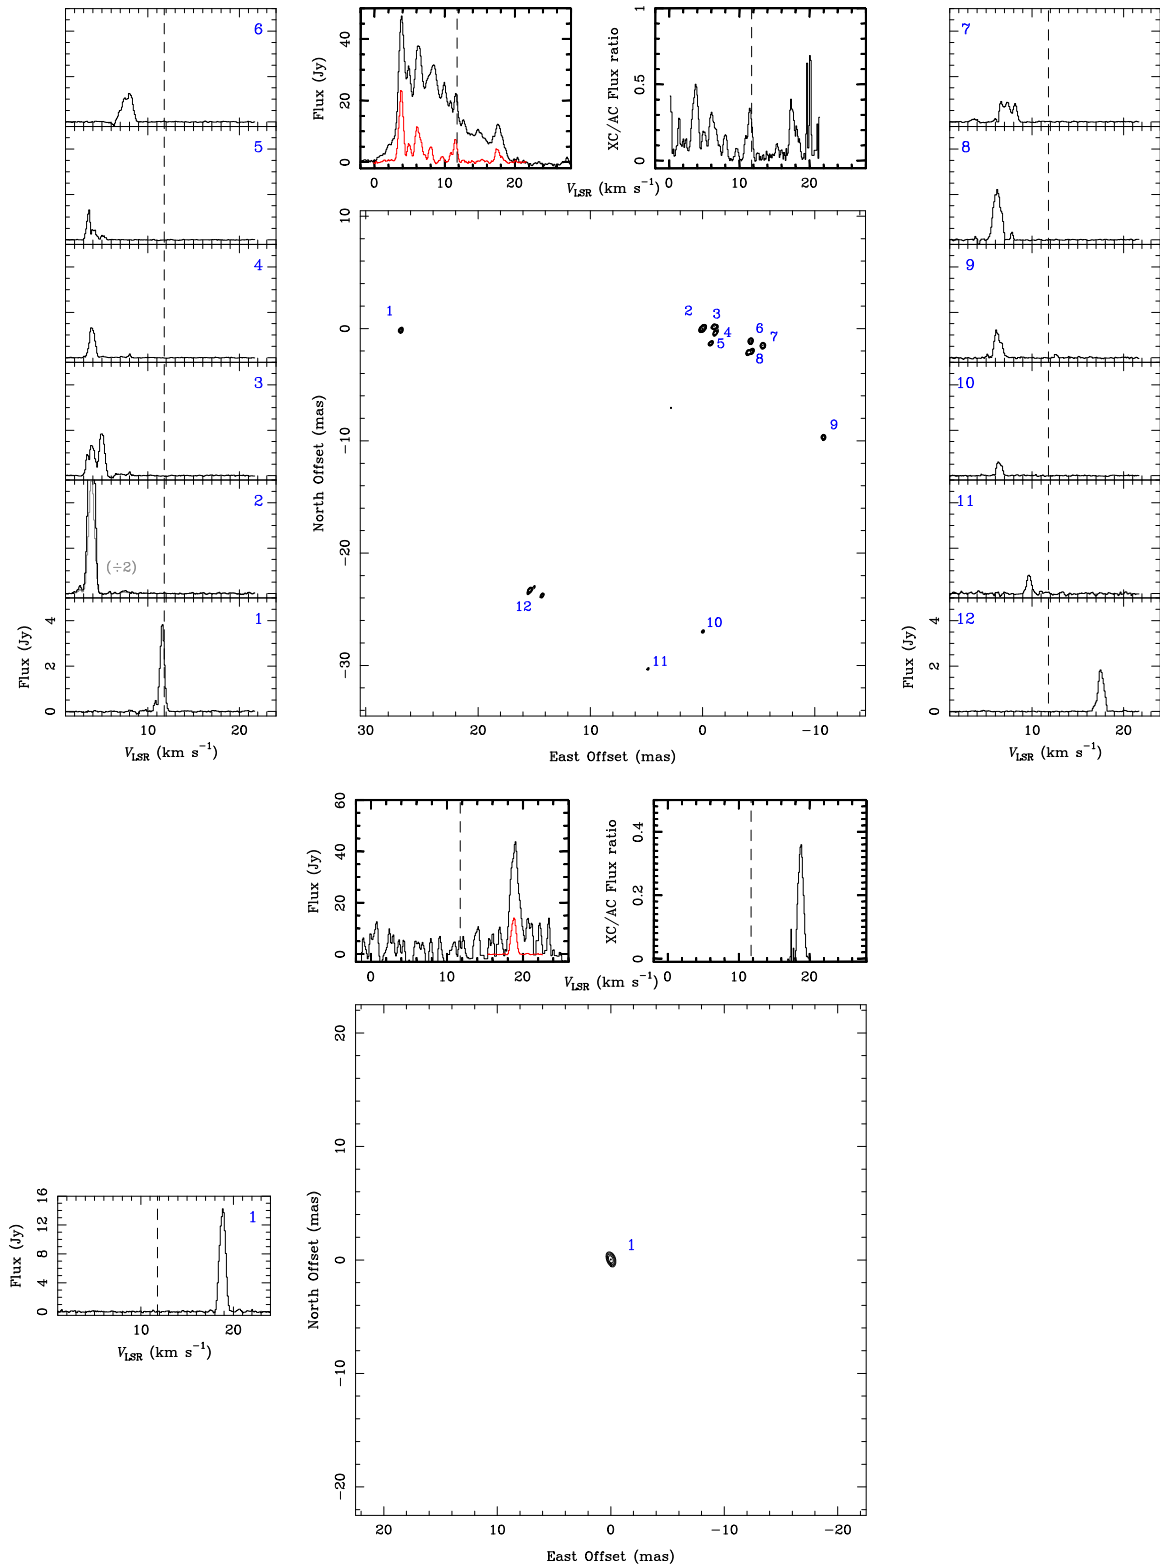 6
5
4
3
2
(÷2)
1
Flux (Jy)
0 2 4
10 20
V_LSR (km s⁻¹)
Flux (Jy)
0 20 40
0 10 20
V_LSR (km s⁻¹)
XC/AC Flux ratio
0 0.5 1
0 10 20
7
8
9
10
11
12
Flux (Jy)
0 2 4
10 20
V_LSR (km s⁻¹)
1 2 3 4 5 6 7 8 9 10 11 12
North Offset (mas)
10 0 −10 −20 −30
30 20 10 0 −10
East Offset (mas)
Flux (Jy)
0 20 40 60
0 10 20
V_LSR (km s⁻¹)
XC/AC Flux ratio
0 0.2 0.4
0 10 20
1
Flux (Jy)
0 4 8 12 16
10 20
V_LSR (km s⁻¹)
1
North Offset (mas)
20 10 0 −10 −20
20 10 0 −10 −20
East Offset (mas)